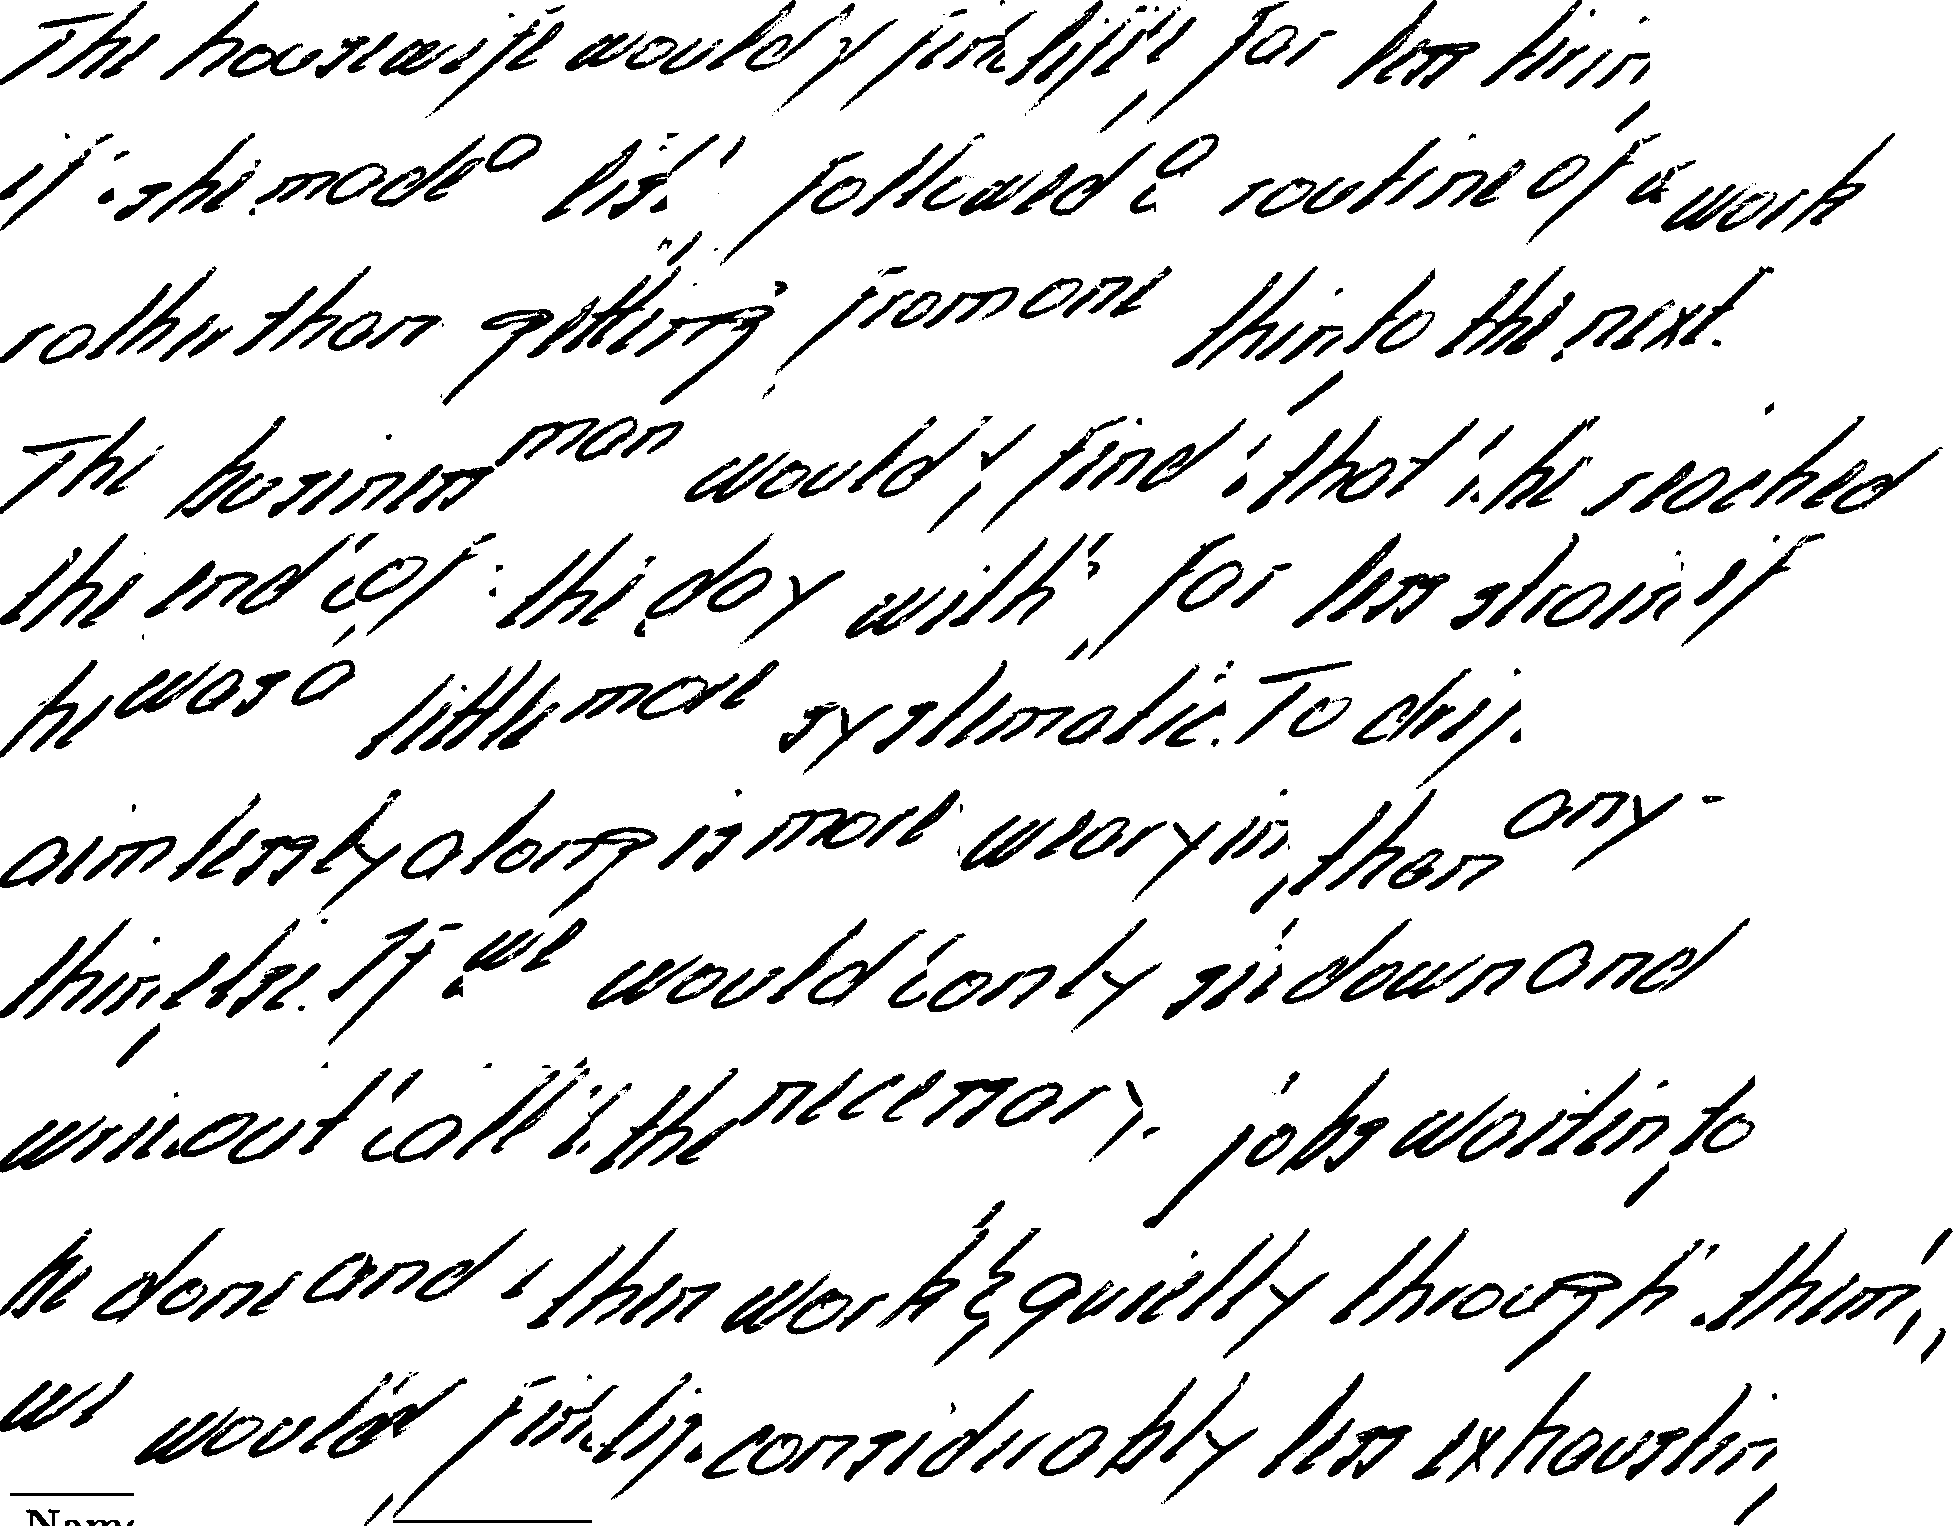 The housewife would find life far less tiring
if she made a list, followed a routine of work
rather than getting from one thing to the next.
The business man would find that he reached
the end of the day with far less strain if
he was a little more systematic. To drift
aimlessly along is more wearying than any-
thing else. If we would only sit down and
write out all the necessary jobs waiting to
be done and then work quietly through them,
we would find life considerably less exhausting
Name